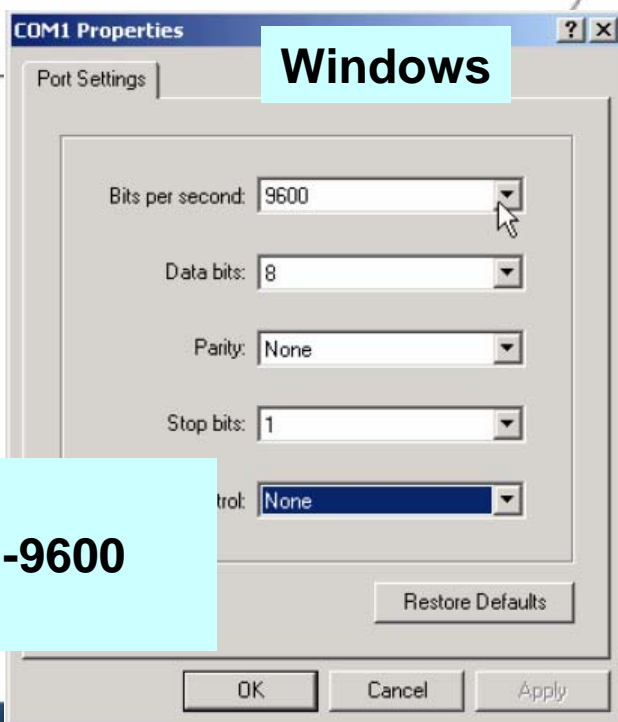 COM1 Properties
Windows
Port Settings
Bits per second: 9600
Data bits: 8
Parity: None
Stop bits: 1
trol: None
-9600
Restore Defaults
OK Cancel Apply